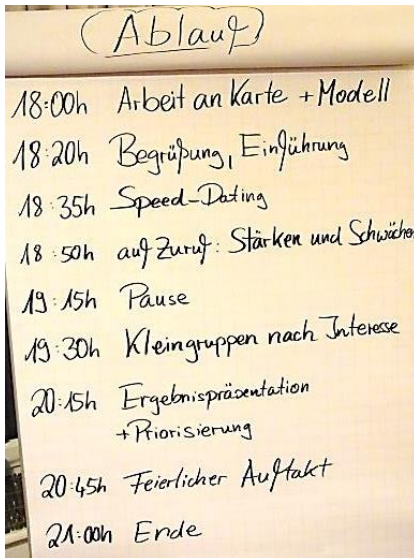 Ablauf
18:00h Arbeit an Karte + Modell
18:20h Begrüßung, Einführung
18:35h Speed-Dating
18:50h auf Zuruf: Stärken und Schwächen
19:15h Pause
19:30h Kleingruppen nach Interesse
20:15h Ergebnispräsentation
+Priorisierung
20:45h Feierlicher Auftakt
21:00h Ende